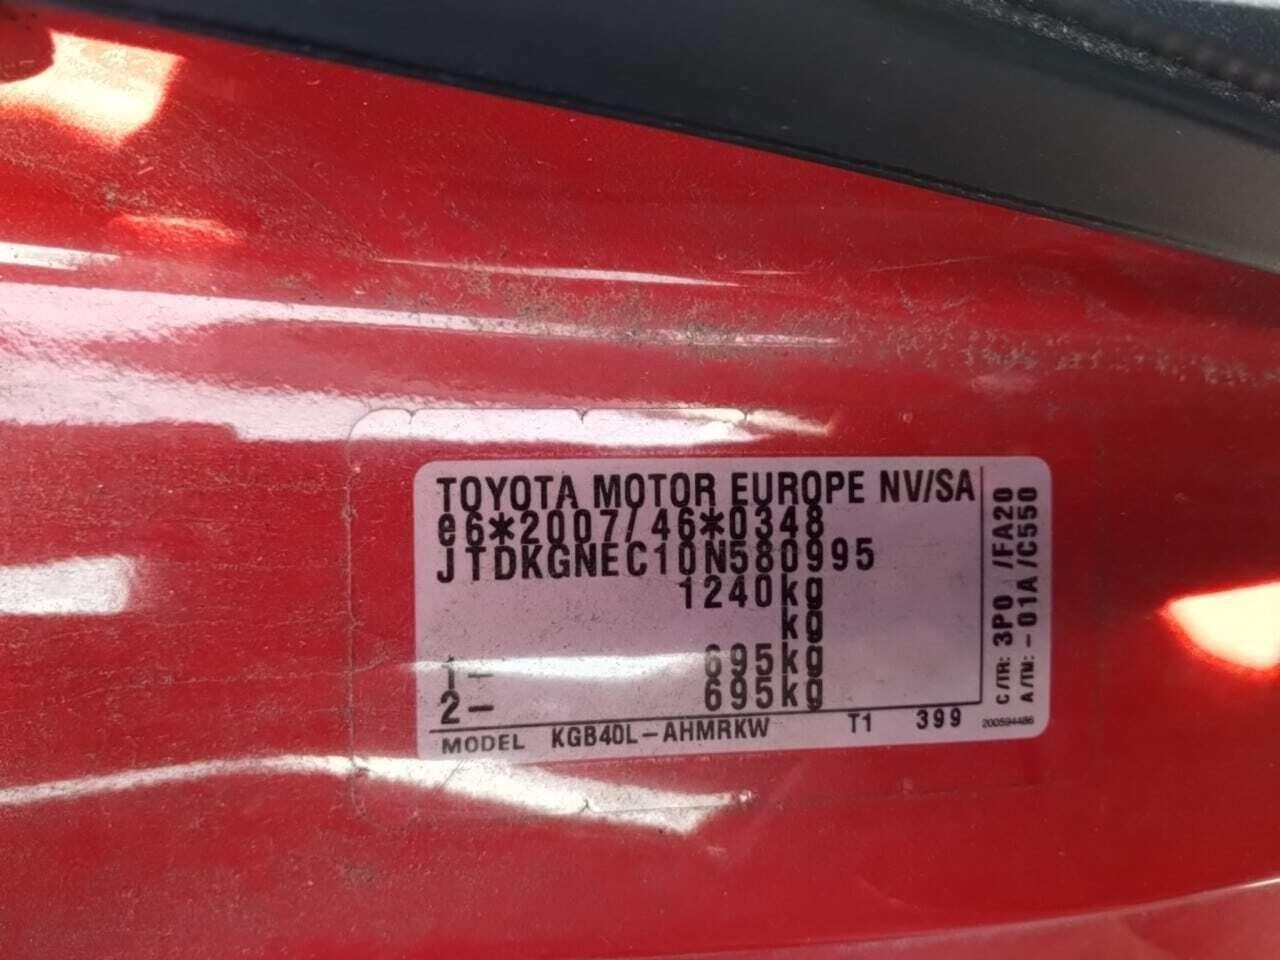 TOYOTA MOTOR EUROPE NV/SA
e6*2007/46*0348
JTDKGNEC10N580995
1240kg
kg
1- 695kg
2- 695kg
MODEL KGB40L-AHMRKW T1 399
C/TR: 3P0 /FA20
A/TM: -01A /C550
200594486